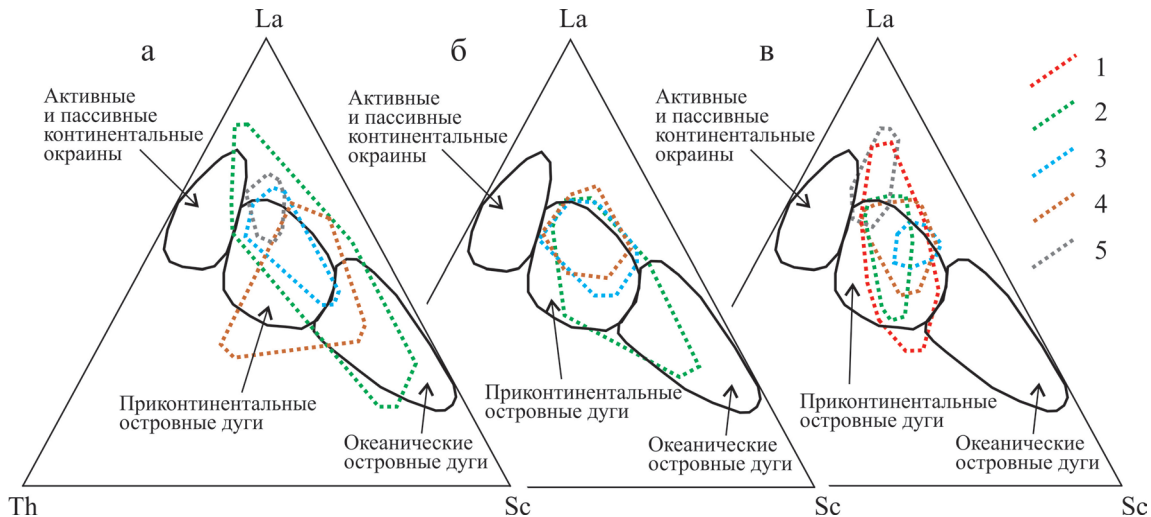 La
La
La
а
б
в
1
2
3
4
5
Активные
и пассивные
континентальные
окраины
Активные
и пассивные
континентальные
окраины
Активные
и пассивные
континентальные
окраины
Приконтинентальные
островные дуги
Приконтинентальные
островные дуги
Приконтинентальные
островные дуги
Океанические
островные дуги
Океанические
островные дуги
Океанические
островные дуги
Th
Sc
Sc
Sc